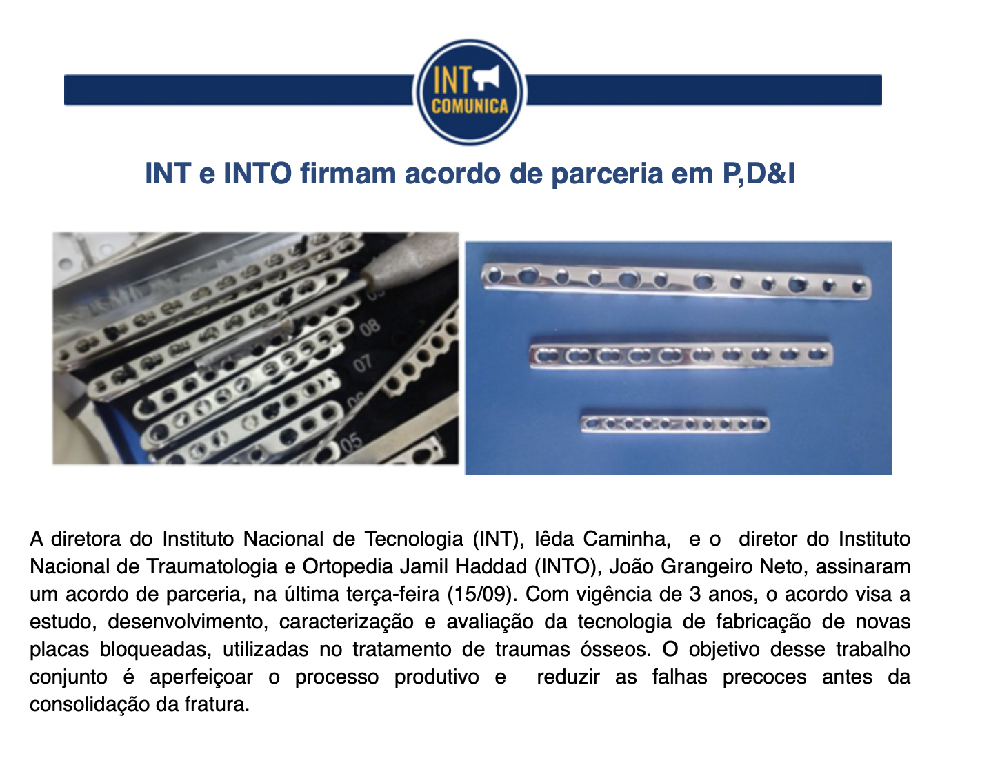 INT
COMUNICA
INT e INTO firmam acordo de parceria em P,D&I
09
08
07
06
05
A diretora do Instituto Nacional de Tecnologia (INT), Iêda Caminha, e o diretor do Instituto
Nacional de Traumatologia e Ortopedia Jamil Haddad (INTO), João Grangeiro Neto, assinaram
um acordo de parceria, na última terça-feira (15/09). Com vigência de 3 anos, o acordo visa a
estudo, desenvolvimento, caracterização e avaliação da tecnologia de fabricação de novas
placas bloqueadas, utilizadas no tratamento de traumas ósseos. O objetivo desse trabalho
conjunto é aperfeiçoar o processo produtivo e reduzir as falhas precoces antes da
consolidação da fratura.